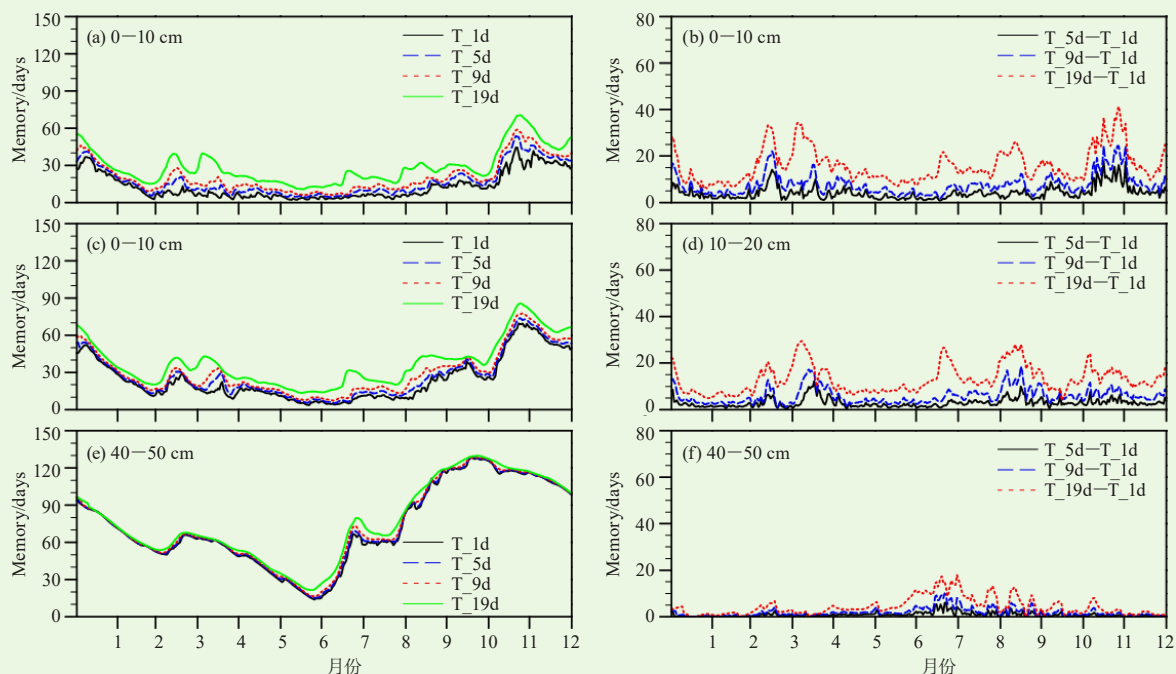 Memory/days
150
120
90
60
30
0
(a) 0—10 cm
T_1d
T_5d
T_9d
T_19d
Memory/days
80
60
40
20
0
(b) 0—10 cm
T_5d—T_1d
T_9d—T_1d
T_19d—T_1d
Memory/days
150
120
90
60
30
0
(c) 0—10 cm
T_1d
T_5d
T_9d
T_19d
Memory/days
80
60
40
20
0
(d) 10—20 cm
T_5d—T_1d
T_9d—T_1d
T_19d—T_1d
Memory/days
150
120
90
60
30
0
(e) 40—50 cm
T_1d
T_5d
T_9d
T_19d
1 2 3 4 5 6 7 8 9 10 11 12
月份
Memory/days
80
60
40
20
0
(f) 40—50 cm
T_5d—T_1d
T_9d—T_1d
T_19d—T_1d
1 2 3 4 5 6 7 8 9 10 11 12
月份